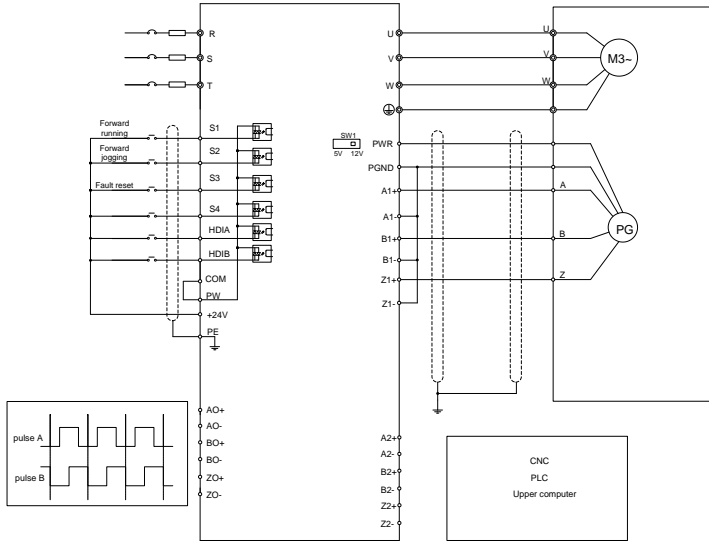 R
S
T
U
V
W
U
V
W
M3~
Forward
running
Forward
jogging
Fault reset
S1
S2
S3
S4
HDIA
HDIB
COM
PW
+24V
PE
SW1
5V 12V
PWR
PGND
A1+
A1-
B1+
B1-
Z1+
Z1-
A
B
Z
PG
pulse A
pulse B
AO+
AO-
BO+
BO-
ZO+
ZO-
A2+
A2-
B2+
B2-
Z2+
Z2-
CNC
PLC
Upper computer